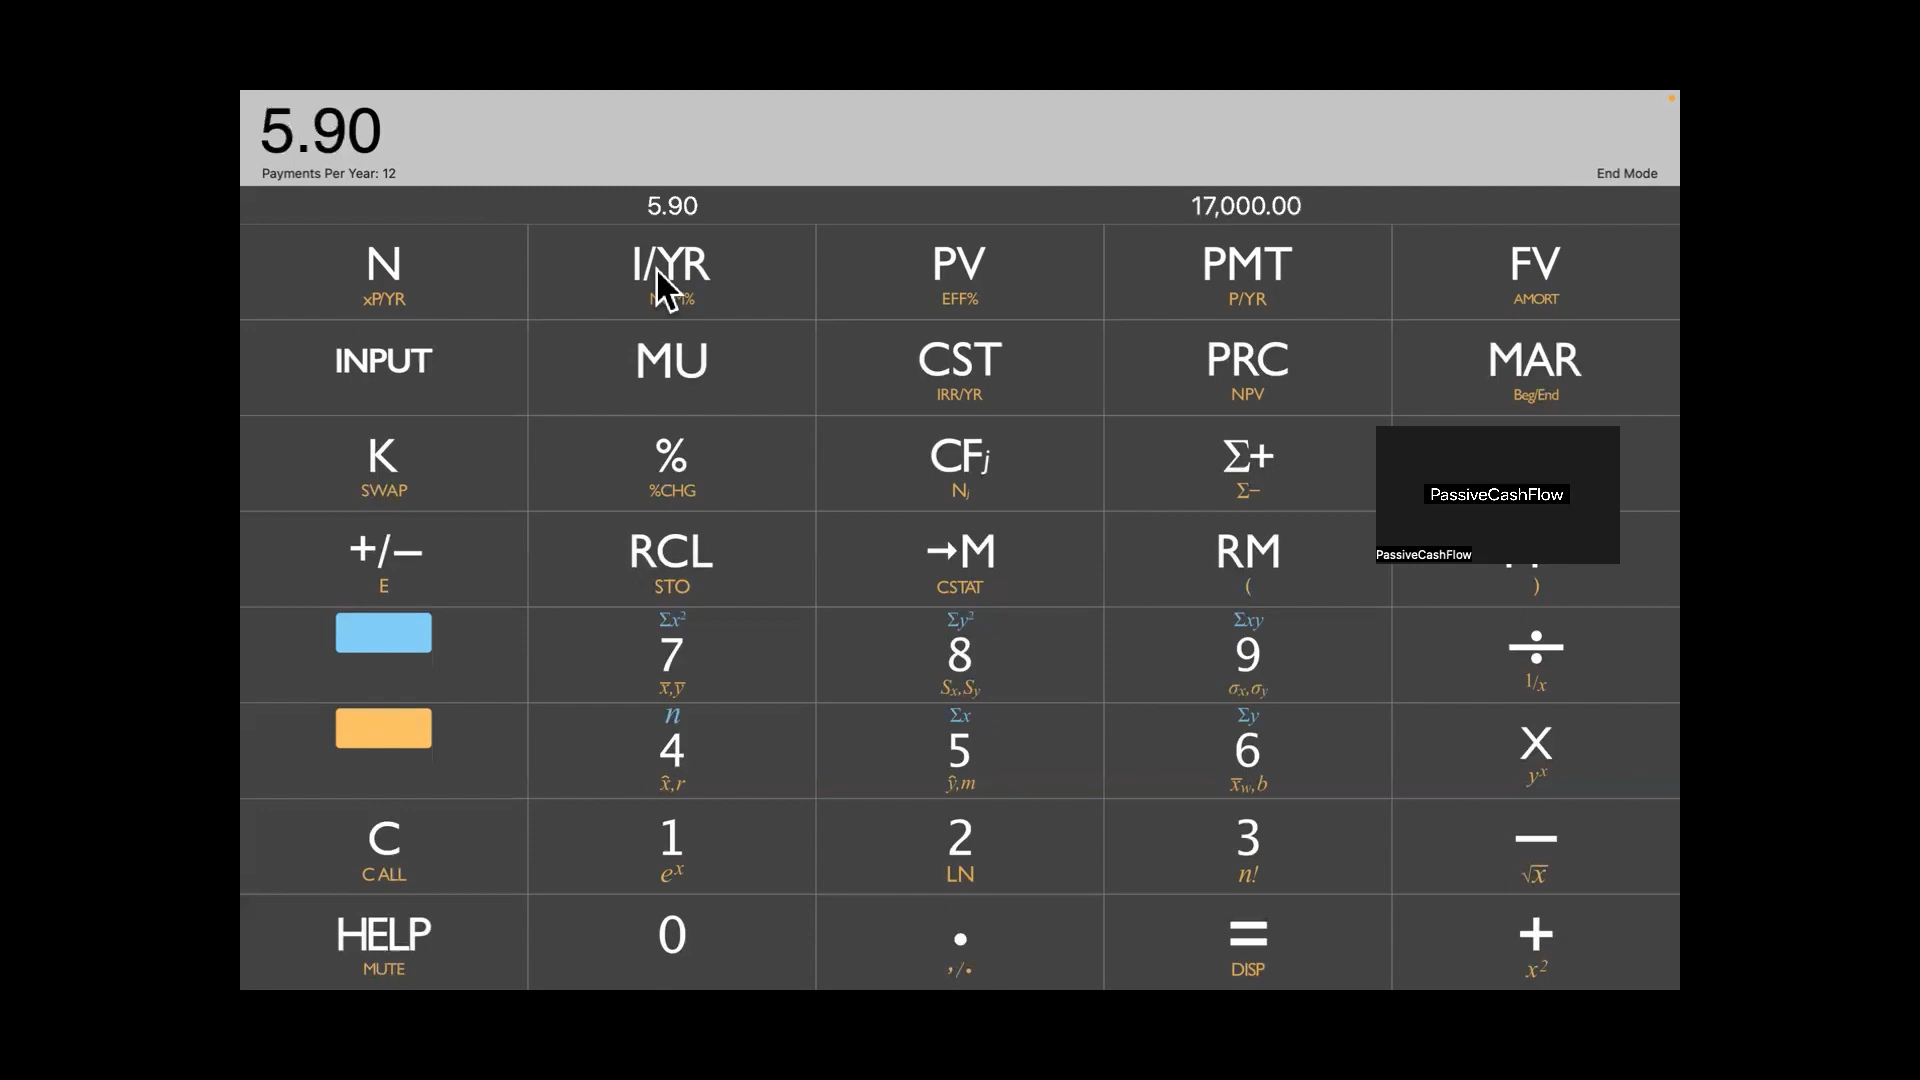 5.90
Payments Per Year: 12
End Mode
5.90 17,000.00
N I/YR PV PMT FV
xP/YR EFF% P/YR AMORT
INPUT MU CST PRC MAR
IRR/YR NPV Beg/End
K % CFj Σ+
SWAP %CHG Nj Σ−
PassiveCashFlow
PassiveCashFlow
+/− RCL →M RM
E STO CSTAT ( )
Σx² Σy² Σxy
7 8 9 ÷
x̅,y̅ Sx,Sy σx,σy 1/x
n Σx Σy
4 5 6 X
x̂,r ŷ,m x̅w,b yˣ
C 1 2 3 −
C ALL eˣ LN n! √x
HELP 0 . = +
MUTE ,/. DISP x²